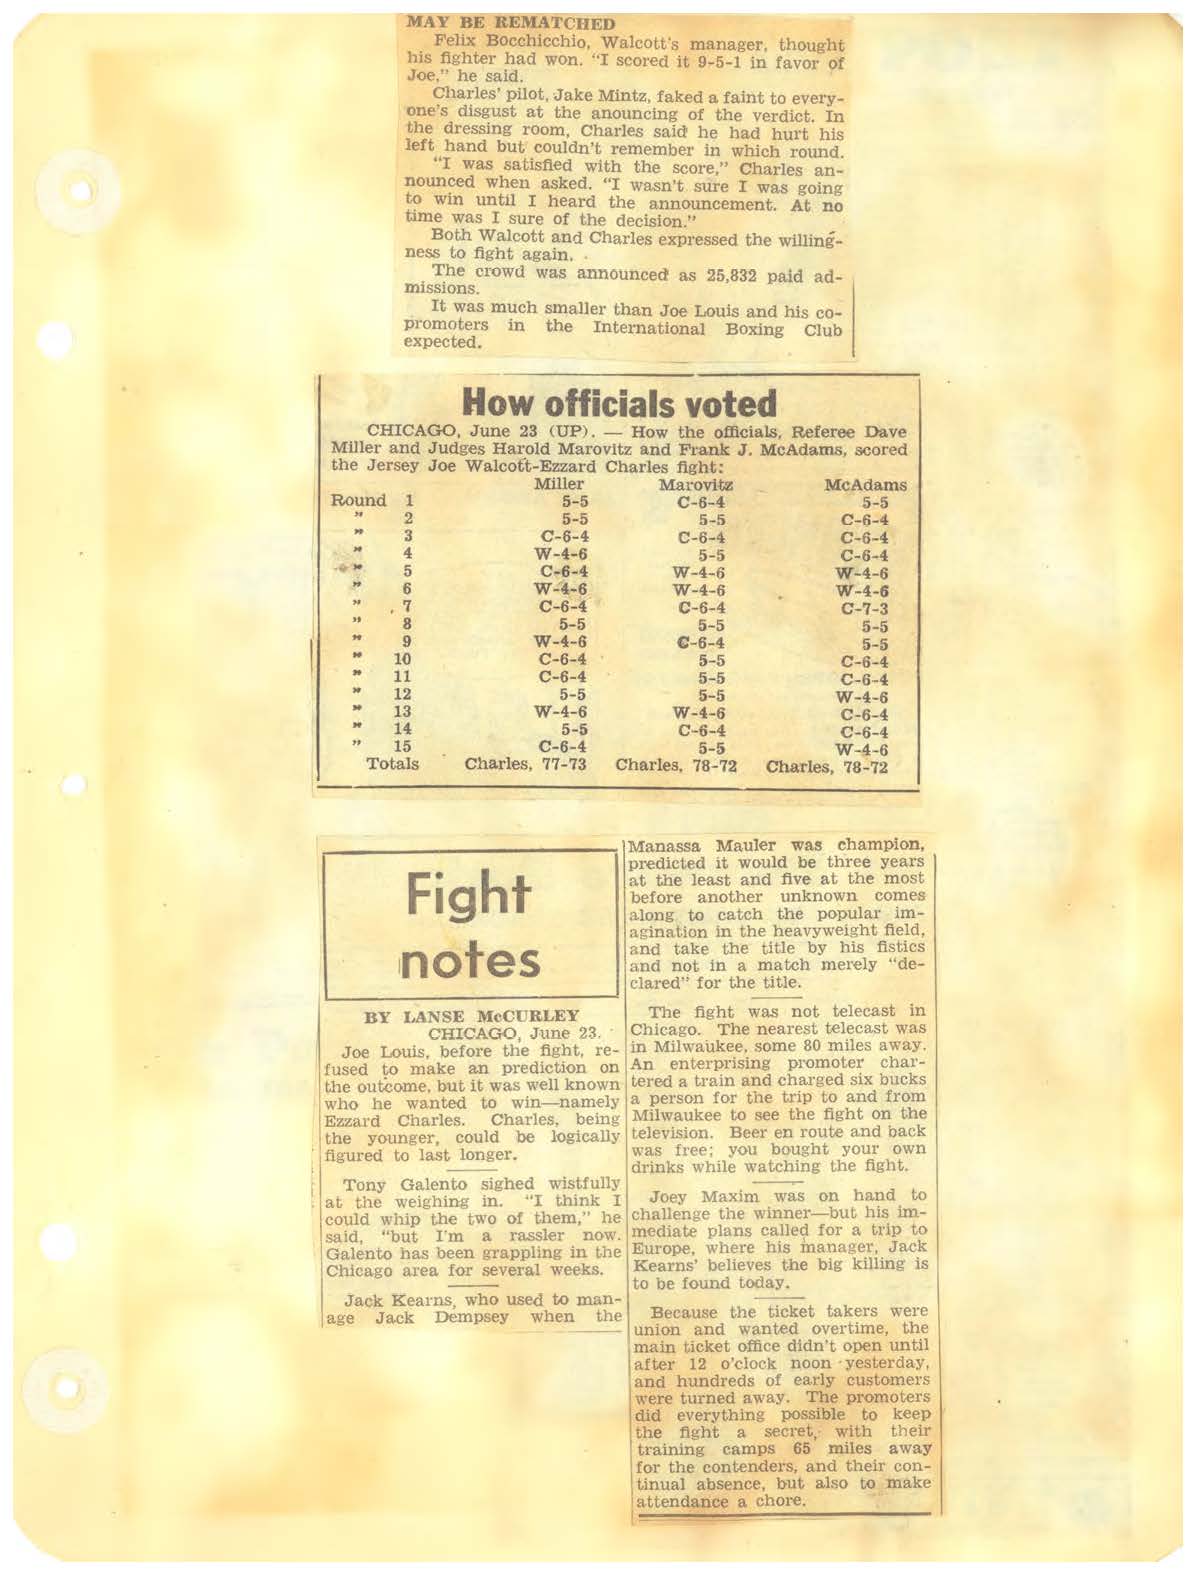 MAY BE REMATCHED
Felix Bocchicchio, Walcott's manager, thought
his fighter had won. "I scored it 9-5-1 in favor of
Joe," he said.
Charles' pilot, Jake Mintz, faked a faint to every-
one's disgust at the anouncing of the verdict. In
the dressing room, Charles said he had hurt his
left hand but couldn't remember in which round.
"I was satisfied with the score," Charles an-
nounced when asked. "I wasn't sure I was going
to win until I heard the announcement. At no
time was I sure of the decision."
Both Walcott and Charles expressed the willing-
ness to fight again.
The crowd was announced as 25,832 paid ad-
missions.
It was much smaller than Joe Louis and his co-
promoters in the International Boxing Club
expected.
How officials voted
CHICAGO, June 23 (UP). — How the officials, Referee Dave
Miller and Judges Harold Marovitz and Frank J. McAdams, scored
the Jersey Joe Walcott-Ezzard Charles fight:
Miller Marovitz McAdams
Round 1 5-5 C-6-4 5-5
" 2 5-5 5-5 C-6-4
" 3 C-6-4 C-6-4 C-6-4
" 4 W-4-6 5-5 C-6-4
" 5 C-6-4 W-4-6 W-4-6
" 6 W-4-6 W-4-6 W-4-6
" 7 C-6-4 C-6-4 C-7-3
" 8 5-5 5-5 5-5
" 9 W-4-6 C-6-4 5-5
" 10 C-6-4 5-5 C-6-4
" 11 C-6-4 5-5 C-6-4
" 12 5-5 5-5 W-4-6
" 13 W-4-6 W-4-6 C-6-4
" 14 5-5 C-6-4 C-6-4
" 15 C-6-4 5-5 W-4-6
Totals Charles, 77-73 Charles, 78-72 Charles, 78-72
Fight
notes
BY LANSE McCURLEY
CHICAGO, June 23.
Joe Louis, before the fight, re-
fused to make an prediction on
the outcome, but it was well known
who he wanted to win—namely
Ezzard Charles. Charles, being
the younger, could be logically
figured to last longer.
Tony Galento sighed wistfully
at the weighing in. "I think I
could whip the two of them," he
said, "but I'm a rassler now.
Galento has been grappling in the
Chicago area for several weeks.
Jack Kearns, who used to man-
age Jack Dempsey when the
Manassa Mauler was champion,
predicted it would be three years
at the least and five at the most
before another unknown comes
along to catch the popular im-
agination in the heavyweight field,
and take the title by his fistics
and not in a match merely "de-
clared" for the title.
The fight was not telecast in
Chicago. The nearest telecast was
in Milwaukee, some 80 miles away.
An enterprising promoter char-
tered a train and charged six bucks
a person for the trip to and from
Milwaukee to see the fight on the
television. Beer en route and back
was free; you bought your own
drinks while watching the fight.
Joey Maxim was on hand to
challenge the winner—but his im-
mediate plans called for a trip to
Europe, where his manager, Jack
Kearns' believes the big killing is
to be found today.
Because the ticket takers were
union and wanted overtime, the
main ticket office didn't open until
after 12 o'clock noon yesterday,
and hundreds of early customers
were turned away. The promoters
did everything possible to keep
the fight a secret, with their
training camps 65 miles away
for the contenders, and their con-
tinual absence, but also to make
attendance a chore.